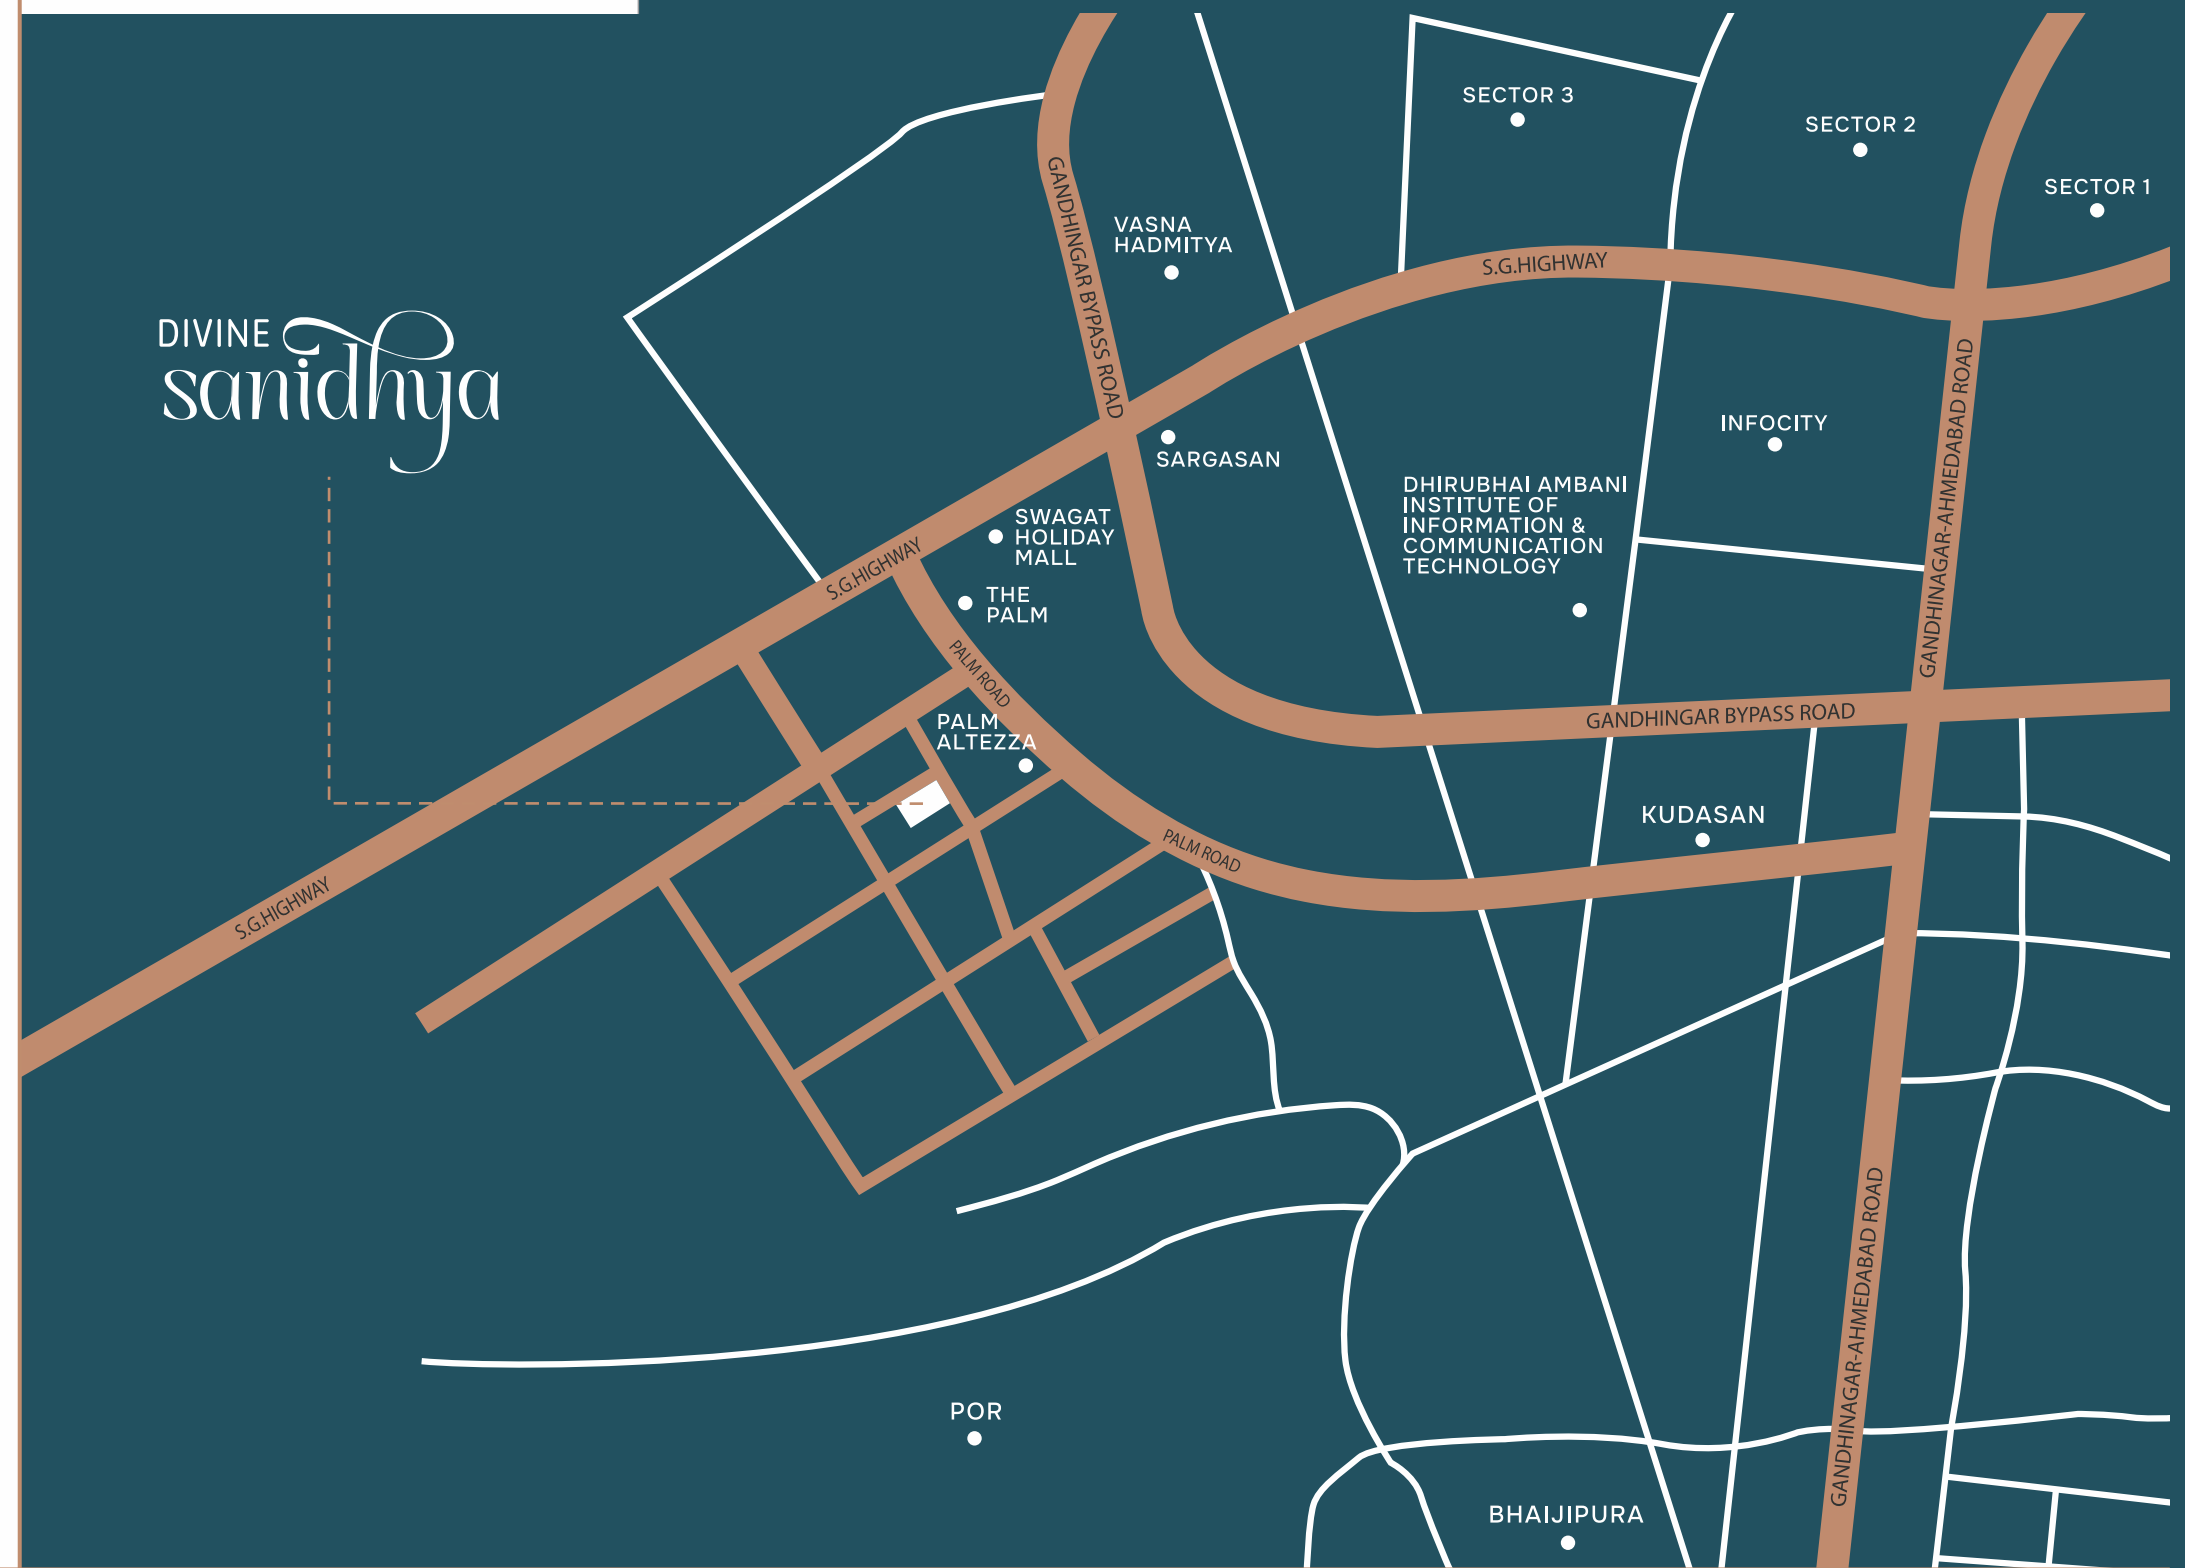 SECTOR 3
SECTOR 2
SECTOR 1
GANDHINGAR BYPASS ROAD
VASNA
HADMITYA
S.G.HIGHWAY
DIVINE
sanidhya
GANDHINAGAR-AHMEDABAD ROAD
INFOCITY
SARGASAN
DHIRUBHAI AMBANI
INSTITUTE OF
INFORMATION &
COMMUNICATION
TECHNOLOGY
SWAGAT
HOLIDAY
MALL
S.G.HIGHWAY
THE
PALM
PALM ROAD
PALM
ALTEZZA
GANDHINGAR BYPASS ROAD
KUDASAN
PALM ROAD
S.G.HIGHWAY
GANDHINAGAR-AHMEDABAD ROAD
POR
BHAIJIPURA